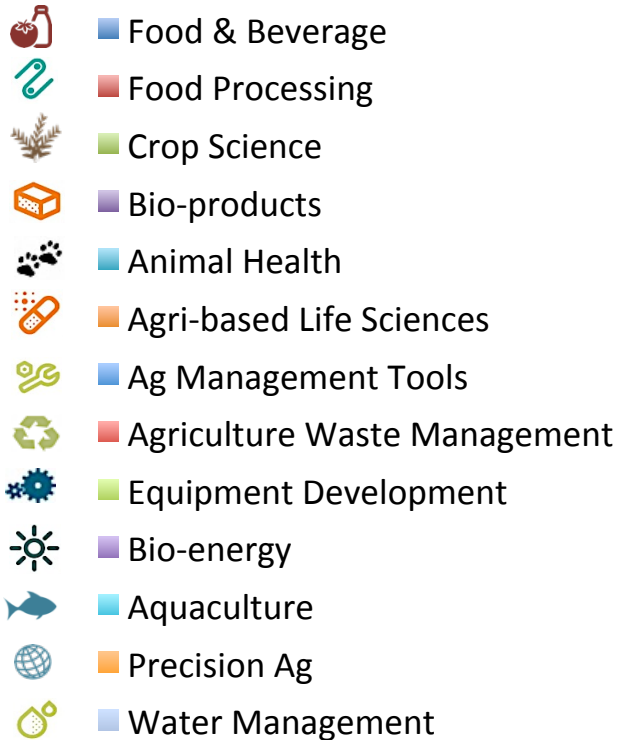 Food & Beverage
Food Processing
Crop Science
Bio-products
Animal Health
Agri-based Life Sciences
Ag Management Tools
Agriculture Waste Management
Equipment Development
Bio-energy
Aquaculture
Precision Ag
Water Management